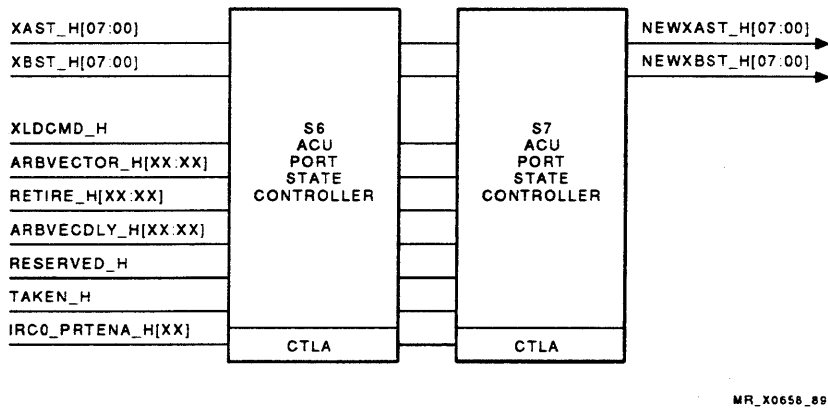 XAST_H[07:00]
XBST_H[07:00]
XLDCMD_H
ARBVECTOR_H[XX:XX]
RETIRE_H[XX:XX]
ARBVECDLY_H[XX:XX]
RESERVED_H
TAKEN_H
IRC0_PRTENA_H[XX]
S6
ACU
PORT
STATE
CONTROLLER
CTLA
S7
ACU
PORT
STATE
CONTROLLER
CTLA
NEWXAST_H[07:00]
NEWXBST_H[07:00]
MR_X0658_89